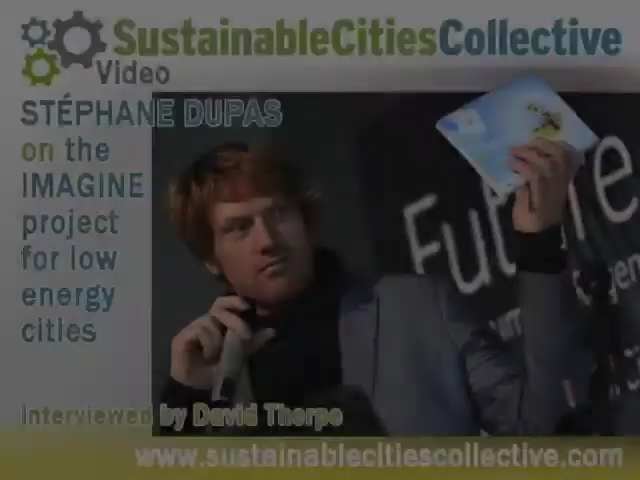 SustainableCitiesCollective
Video
STÉPHANE DUPAS
on the
IMAGINE
project
for low
energy
cities
Interviewed by David Thorpe
www.sustainablecitiescollective.com